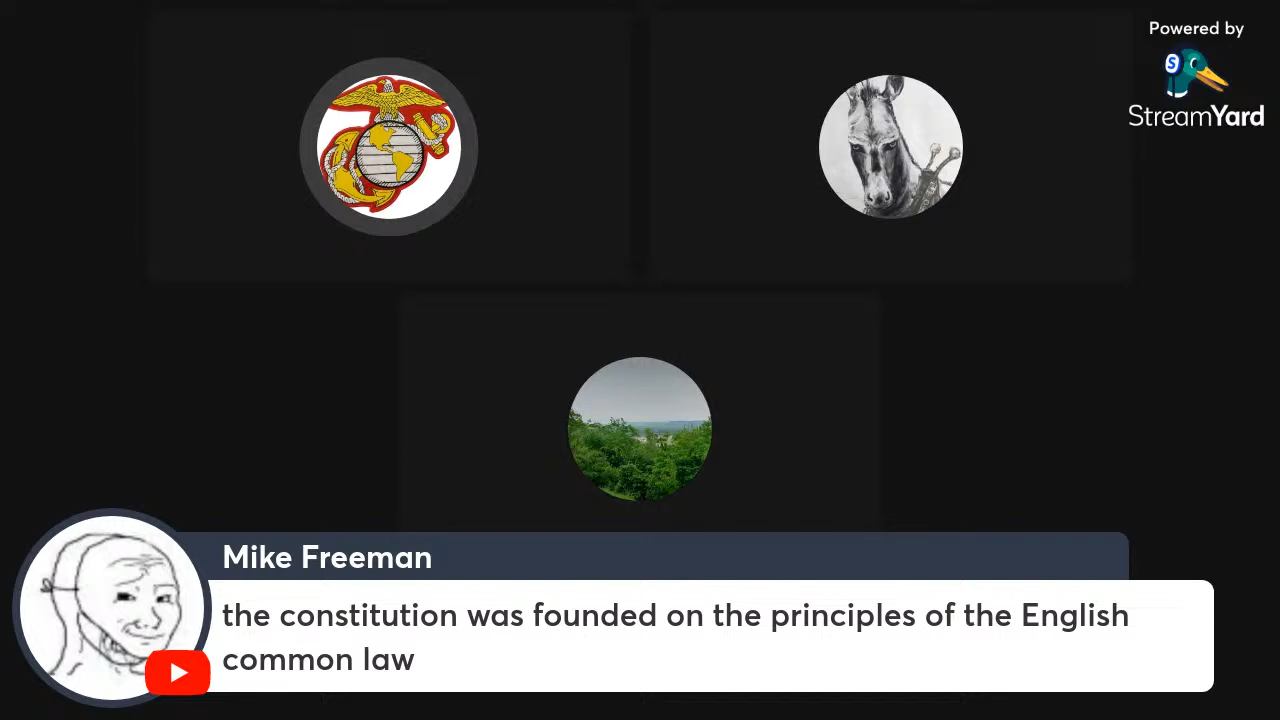 Powered by
S
StreamYard
Mike Freeman
the constitution was founded on the principles of the English
common law